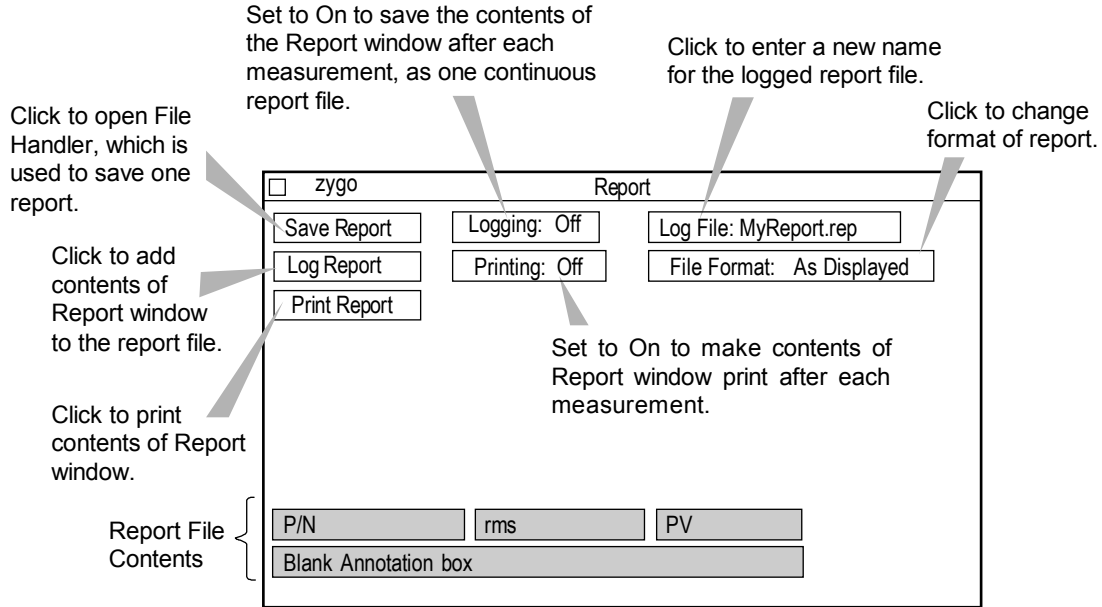 Set to On to save the contents of
the Report window after each
measurement, as one continuous
report file.
Click to enter a new name
for the logged report file.
Click to change
format of report.
Click to open File
Handler, which is
used to save one
report.
Click to add
contents of
Report window
to the report file.
Click to print
contents of Report
window.
zygo Report
Save Report Logging: Off Log File: MyReport.rep
Log Report Printing: Off File Format: As Displayed
Print Report
Set to On to make contents of
Report window print after each
measurement.
Report File
Contents
P/N rms PV
Blank Annotation box